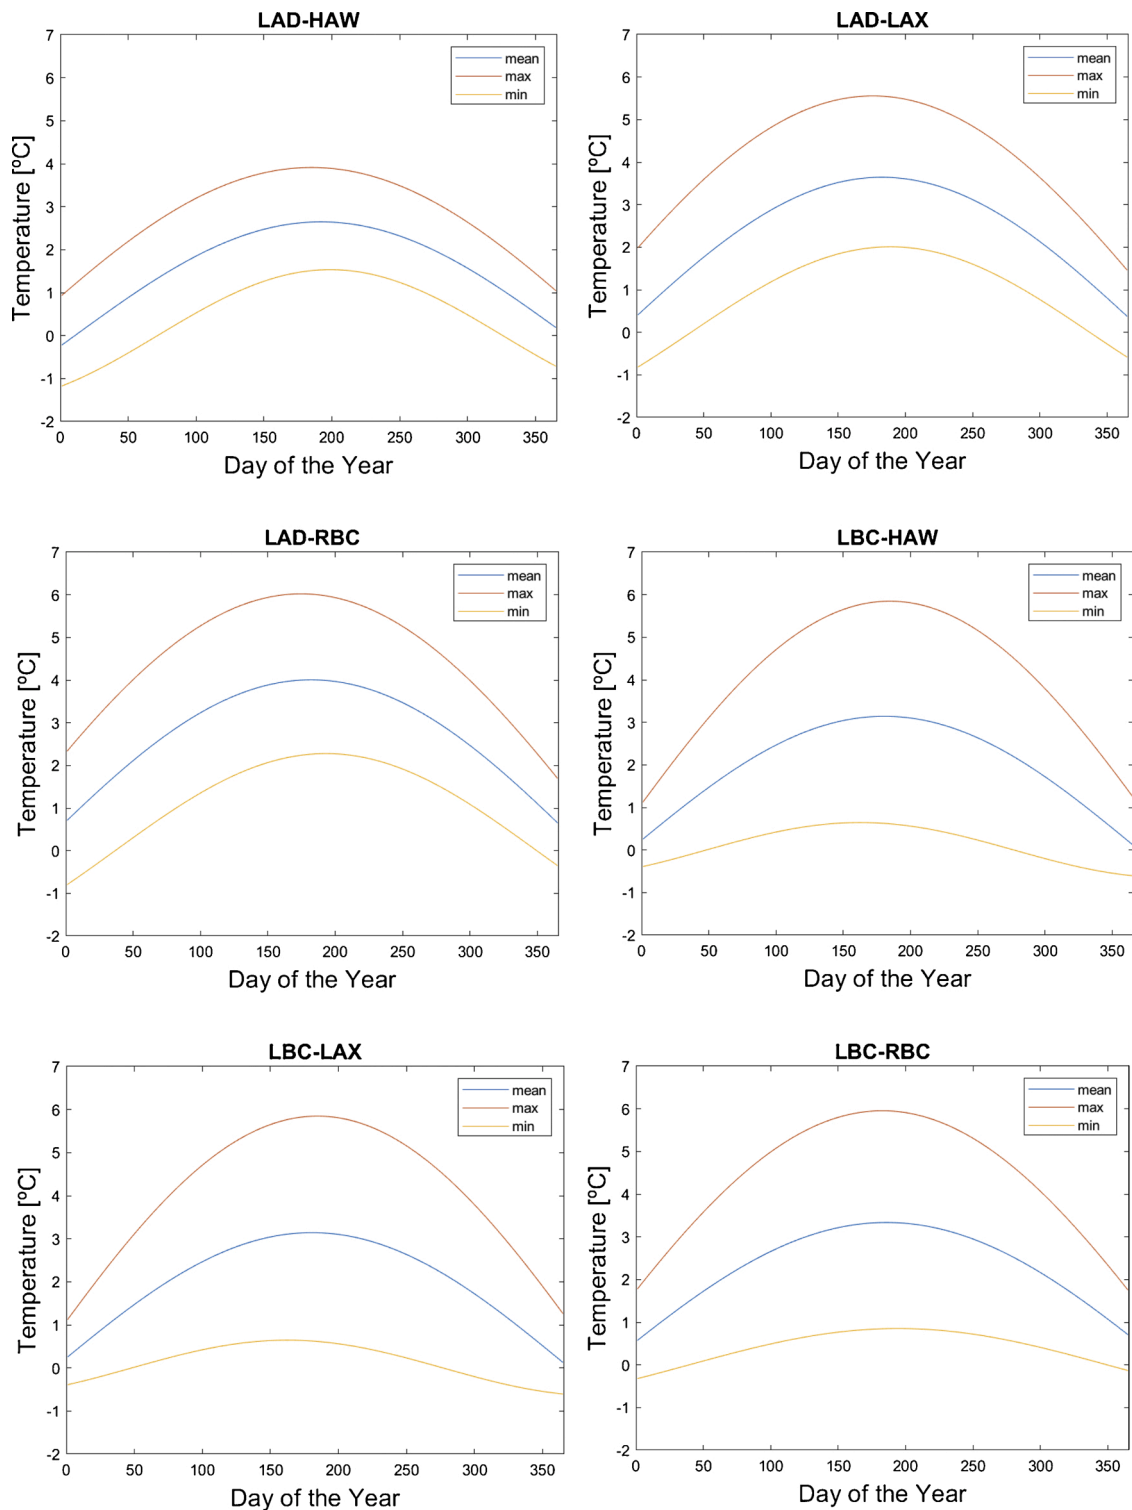 LAD-HAW
7
6
5
4
3
2
1
0
-1
-2
Temperature [ºC]
mean
max
min
0 50 100 150 200 250 300 350
Day of the Year
LAD-LAX
7
6
5
4
3
2
1
0
-1
-2
Temperature [ºC]
mean
max
min
0 50 100 150 200 250 300 350
Day of the Year
LAD-RBC
7
6
5
4
3
2
1
0
-1
-2
Temperature [ºC]
mean
max
min
0 50 100 150 200 250 300 350
Day of the Year
LBC-HAW
7
6
5
4
3
2
1
0
-1
-2
Temperature [ºC]
mean
max
min
0 50 100 150 200 250 300 350
Day of the Year
LBC-LAX
7
6
5
4
3
2
1
0
-1
-2
Temperature [ºC]
mean
max
min
0 50 100 150 200 250 300 350
Day of the Year
LBC-RBC
7
6
5
4
3
2
1
0
-1
-2
Temperature [ºC]
mean
max
min
0 50 100 150 200 250 300 350
Day of the Year